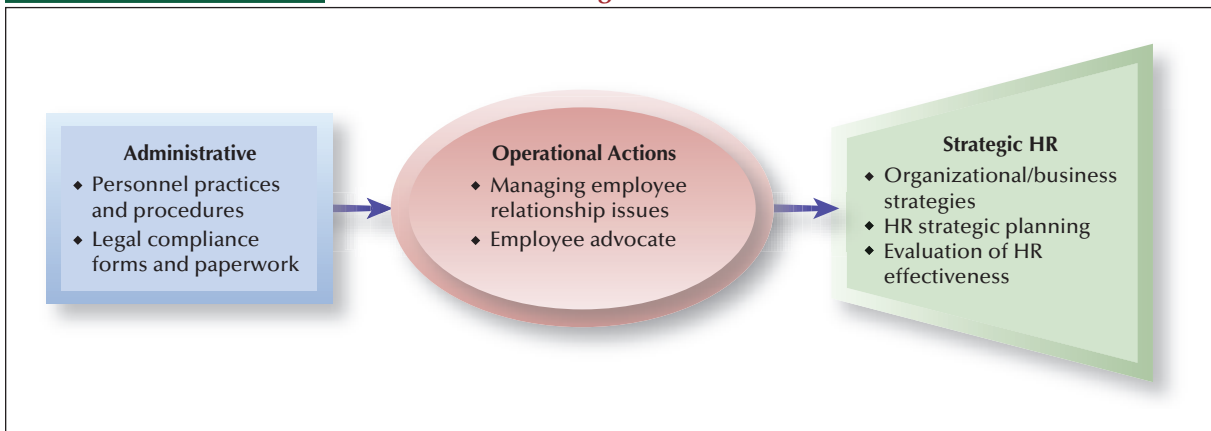 Administrative
◆ Personnel practices
and procedures
◆ Legal compliance
forms and paperwork
Operational Actions
◆ Managing employee
relationship issues
◆ Employee advocate
Strategic HR
◆ Organizational/business
strategies
◆ HR strategic planning
◆ Evaluation of HR
effectiveness